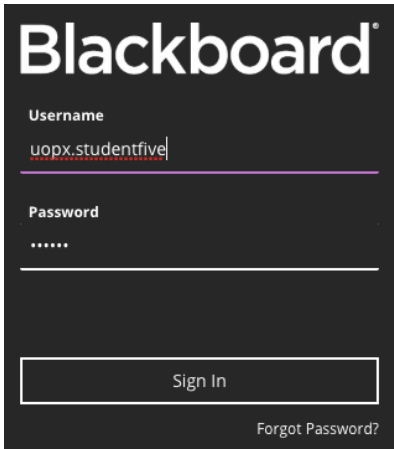 Blackboard®
Username
uopx.studentfive
Password
••••••
Sign In
Forgot Password?